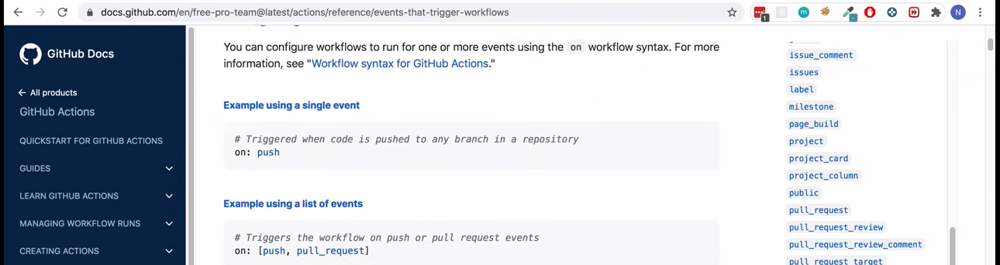 docs.github.com/en/free-pro-team@latest/actions/reference/events-that-trigger-workflows
1
m
N
GitHub Docs
All products
GitHub Actions
QUICKSTART FOR GITHUB ACTIONS
GUIDES
LEARN GITHUB ACTIONS
MANAGING WORKFLOW RUNS
CREATING ACTIONS
You can configure workflows to run for one or more events using the on workflow syntax. For more
information, see "Workflow syntax for GitHub Actions."
Example using a single event
# Triggered when code is pushed to any branch in a repository
on: push
Example using a list of events
# Triggers the workflow on push or pull request events
on: [push, pull_request]
issue_comment
issues
label
milestone
page_build
project
project_card
project_column
public
pull_request
pull_request_review
pull_request_review_comment
pull_request_target